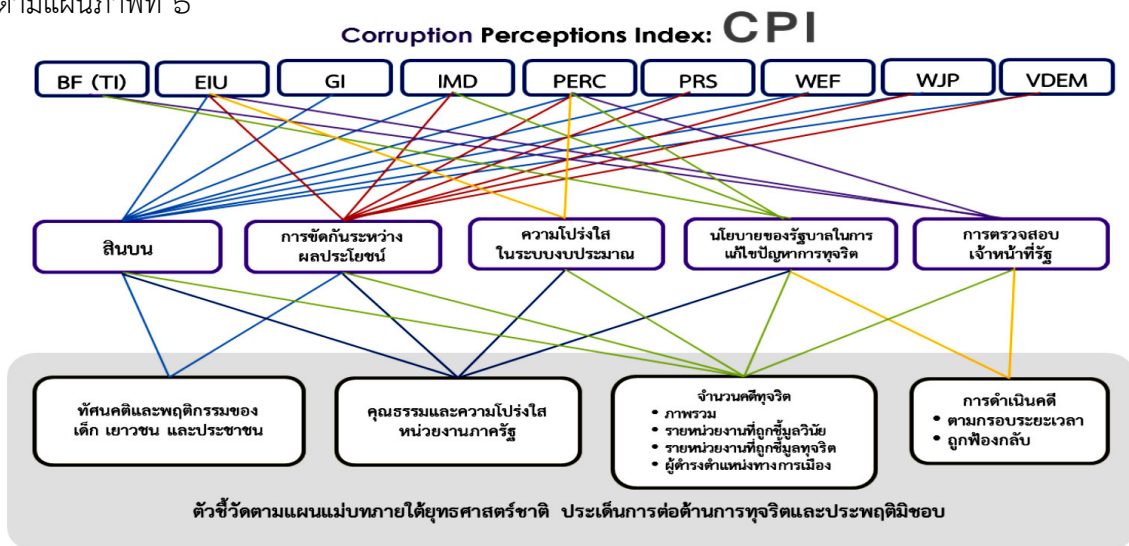 ตามแผนภาพที่ ๖
Corruption Perceptions Index: CPI
BF (TI)
EIU
GI
IMD
PERC
PRS
WEF
WJP
VDEM
สินบน
การขัดกันระหว่าง
ผลประโยชน์
ความโปร่งใส
ในระบบงบประมาณ
นโยบายของรัฐบาลในการ
แก้ไขปัญหาการทุจริต
การตรวจสอบ
เจ้าหน้าที่รัฐ
ทัศนคติและพฤติกรรมของ
เด็ก เยาวชน และประชาชน
คุณธรรมและความโปร่งใส
หน่วยงานภาครัฐ
จำนวนคดีทุจริต
• ภาพรวม
• รายหน่วยงานที่ถูกชี้มูลวินัย
• รายหน่วยงานที่ถูกชี้มูลทุจริต
• ผู้ดำรงตำแหน่งทางการเมือง
การดำเนินคดี
• ตามกรอบระยะเวลา
• ถูกฟ้องกลับ
ตัวชี้วัดตามแผนแม่บทภายใต้ยุทธศาสตร์ชาติ ประเด็นการต่อต้านการทุจริตและประพฤติมิชอบ